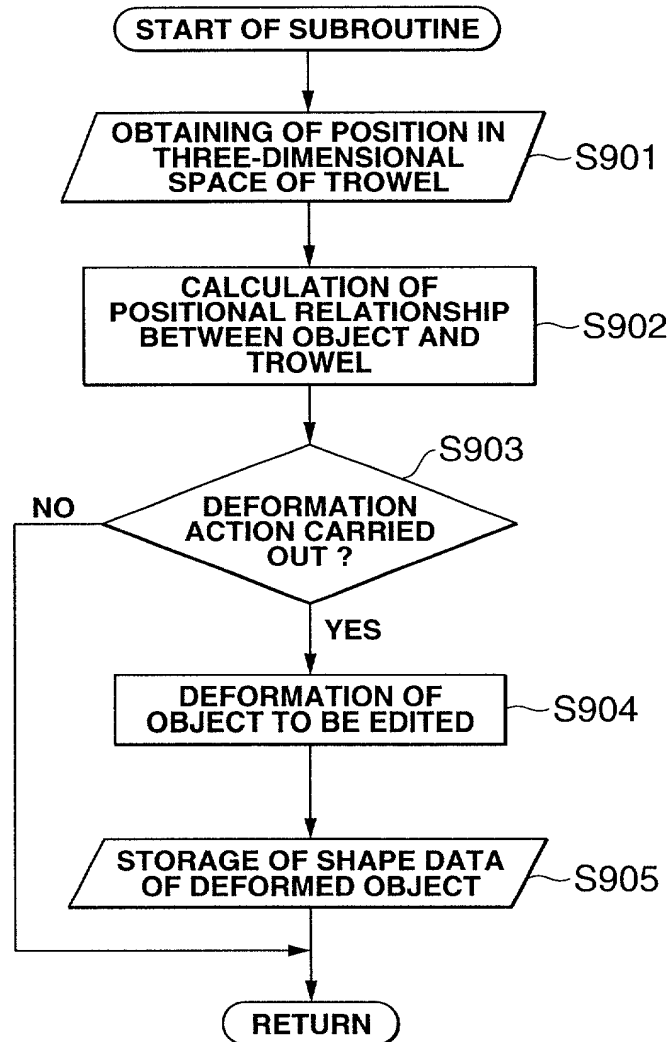 START OF SUBROUTINE
OBTAINING OF POSITION IN
THREE-DIMENSIONAL
SPACE OF TROWEL
S901
CALCULATION OF
POSITIONAL RELATIONSHIP
BETWEEN OBJECT AND
TROWEL
S902
S903
NO
DEFORMATION
ACTION CARRIED
OUT ?
YES
DEFORMATION OF
OBJECT TO BE EDITED
S904
STORAGE OF SHAPE DATA
OF DEFORMED OBJECT
S905
RETURN